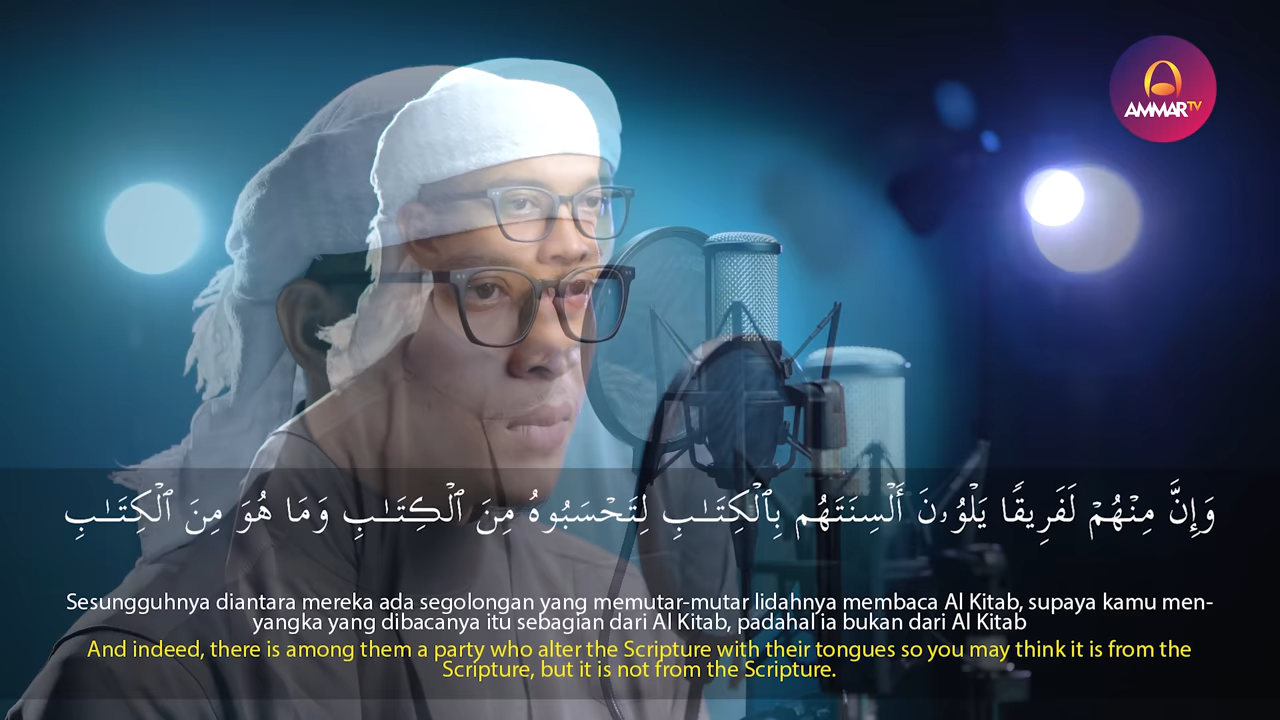 AMMARTV
وَإِنَّ مِنْهُمْ لَفَرِيقًا يَلْوُۥنَ أَلْسِنَتَهُم بِٱلْكِتَـٰبِ لِتَحْسَبُوهُ مِنَ ٱلْكِتَـٰبِ وَمَا هُوَ مِنَ ٱلْكِتَـٰبِ
Sesungguhnya diantara mereka ada segolongan yang memutar-mutar lidahnya membaca Al Kitab, supaya kamu men-
yangka yang dibacanya itu sebagian dari Al Kitab, padahal ia bukan dari Al Kitab
And indeed, there is among them a party who alter the Scripture with their tongues so you may think it is from the
Scripture, but it is not from the Scripture.